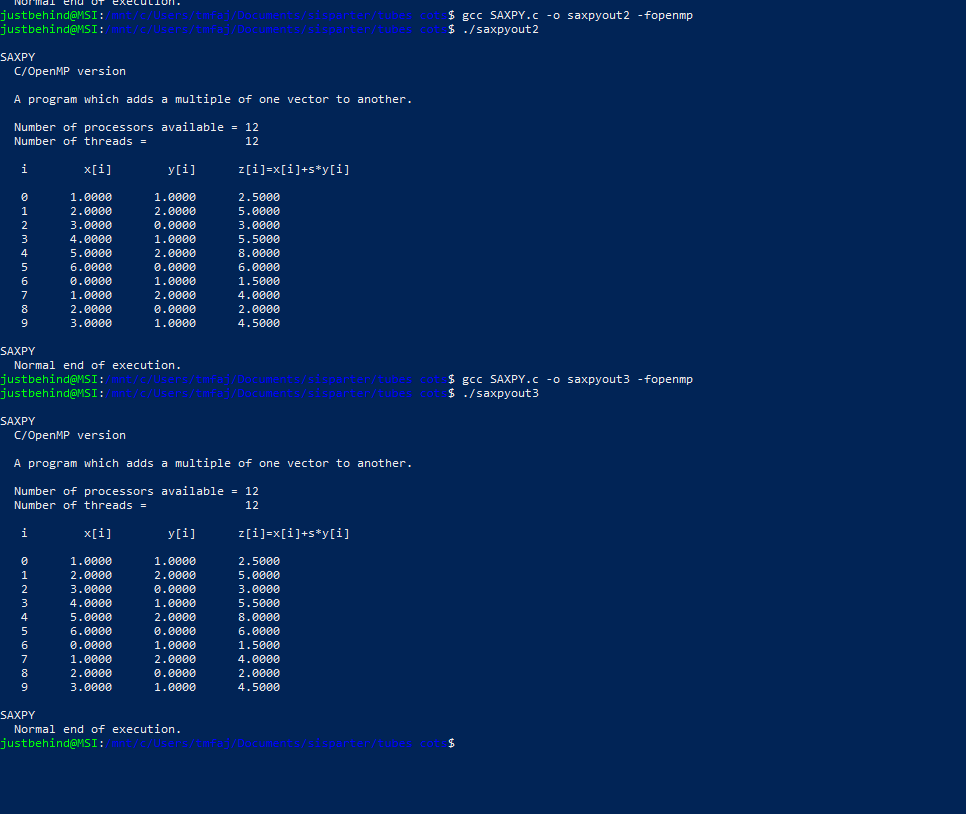 Normal end of execution.
justbehind@MSI:$ gcc SAXPY.c -o saxpyout2 -fopenmp
justbehind@MSI:$ ./saxpyout2
SAXPY
C/OpenMP version
A program which adds a multiple of one vector to another.
Number of processors available = 12
Number of threads = 12
i x[i] y[i] z[i]=x[i]+s*y[i]
0 1.0000 1.0000 2.5000
1 2.0000 2.0000 5.0000
2 3.0000 0.0000 3.0000
3 4.0000 1.0000 5.5000
4 5.0000 2.0000 8.0000
5 6.0000 0.0000 6.0000
6 0.0000 1.0000 1.5000
7 1.0000 2.0000 4.0000
8 2.0000 0.0000 2.0000
9 3.0000 1.0000 4.5000
SAXPY
Normal end of execution.
justbehind@MSI:$ gcc SAXPY.c -o saxpyout3 -fopenmp
justbehind@MSI:$ ./saxpyout3
SAXPY
C/OpenMP version
A program which adds a multiple of one vector to another.
Number of processors available = 12
Number of threads = 12
i x[i] y[i] z[i]=x[i]+s*y[i]
0 1.0000 1.0000 2.5000
1 2.0000 2.0000 5.0000
2 3.0000 0.0000 3.0000
3 4.0000 1.0000 5.5000
4 5.0000 2.0000 8.0000
5 6.0000 0.0000 6.0000
6 0.0000 1.0000 1.5000
7 1.0000 2.0000 4.0000
8 2.0000 0.0000 2.0000
9 3.0000 1.0000 4.5000
SAXPY
Normal end of execution.
justbehind@MSI:$